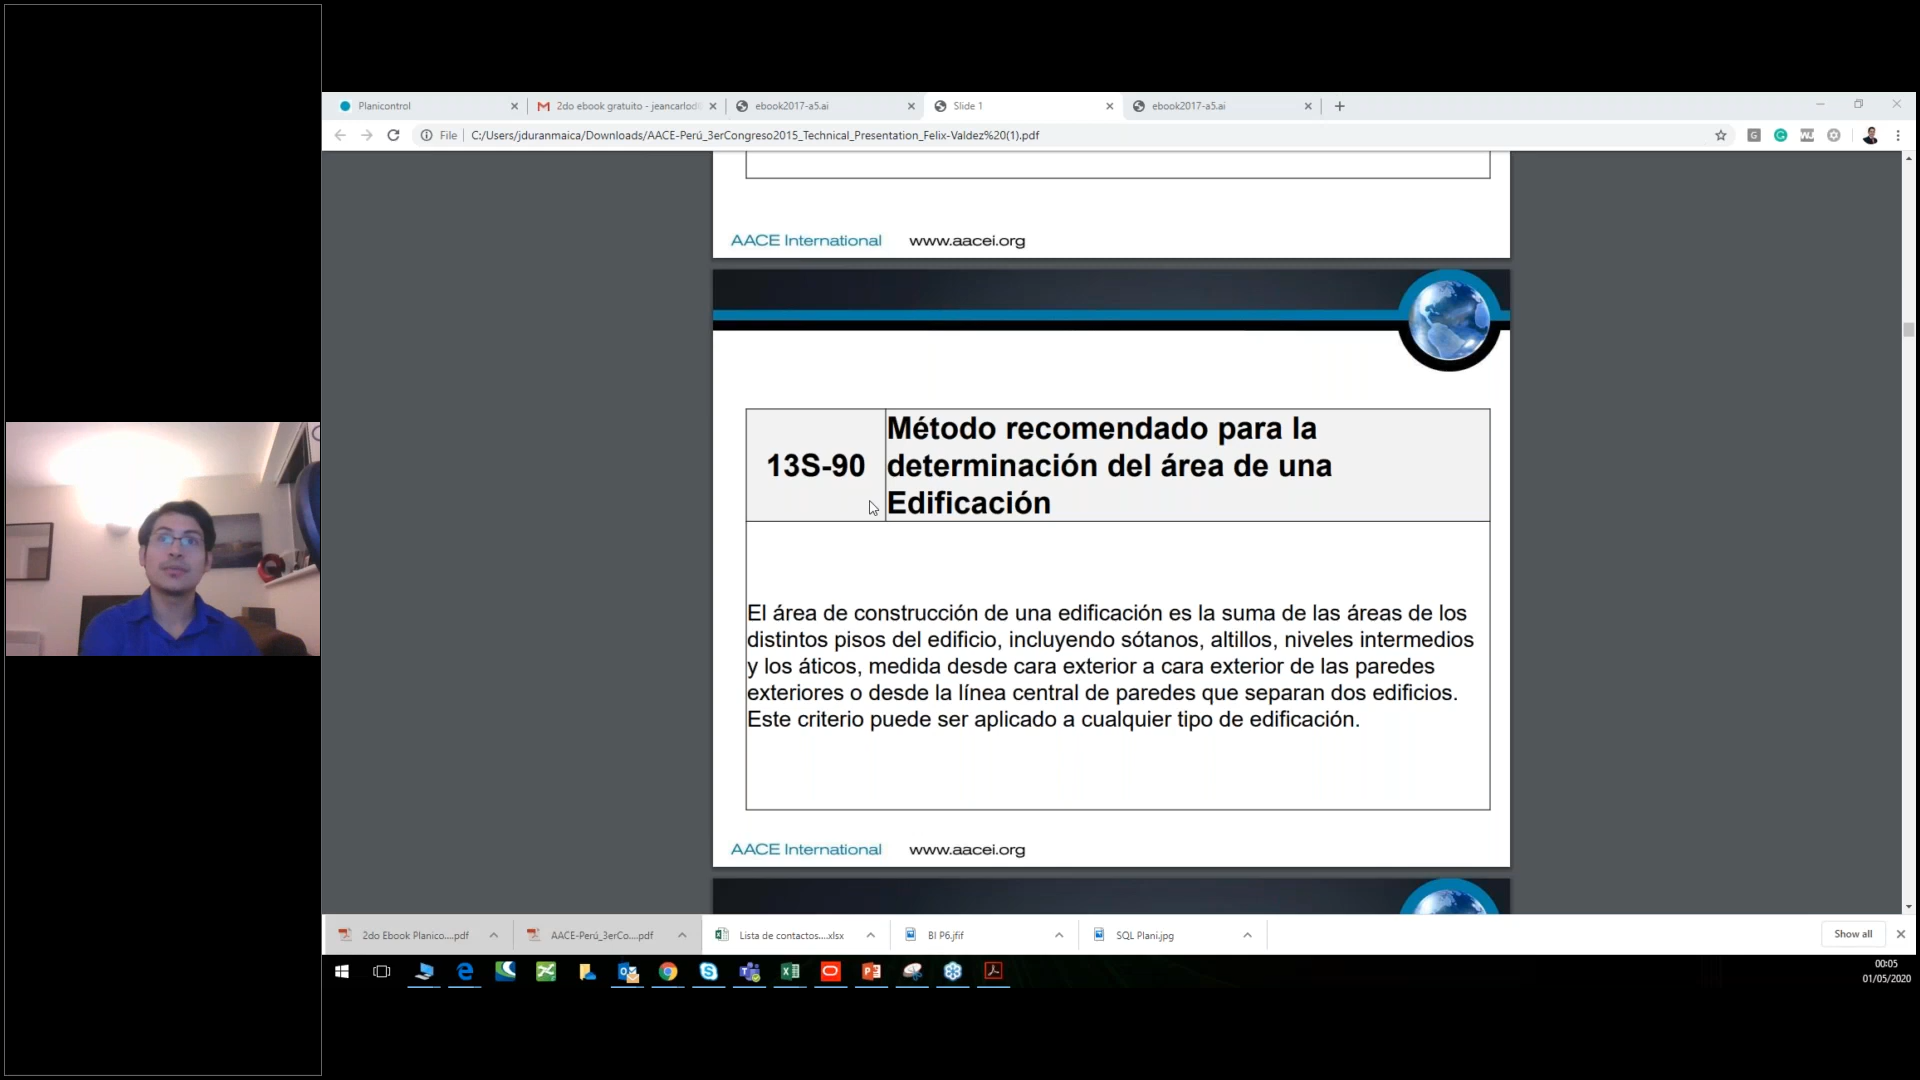 Planicontrol
2do ebook gratuito - jeancarlodi
ebook2017-a5.ai
Slide 1
ebook2017-a5.ai
File
C:/Users/jduranmaica/Downloads/AACE-Perú_3erCongreso2015_Technical_Presentation_Felix-Valdez%20(1).pdf
AACE International www.aacei.org
13S-90
Método recomendado para la
determinación del área de una
Edificación
El área de construcción de una edificación es la suma de las áreas de los
distintos pisos del edificio, incluyendo sótanos, altillos, niveles intermedios
y los áticos, medida desde cara exterior a cara exterior de las paredes
exteriores o desde la línea central de paredes que separan dos edificios.
Este criterio puede ser aplicado a cualquier tipo de edificación.
AACE International www.aacei.org
2do Ebook Planico....pdf
AACE-Perú_3erCo....pdf
Lista de contactos....xlsx
BI P6.jfif
SQL Plani.jpg
Show all
00:05
01/05/2020